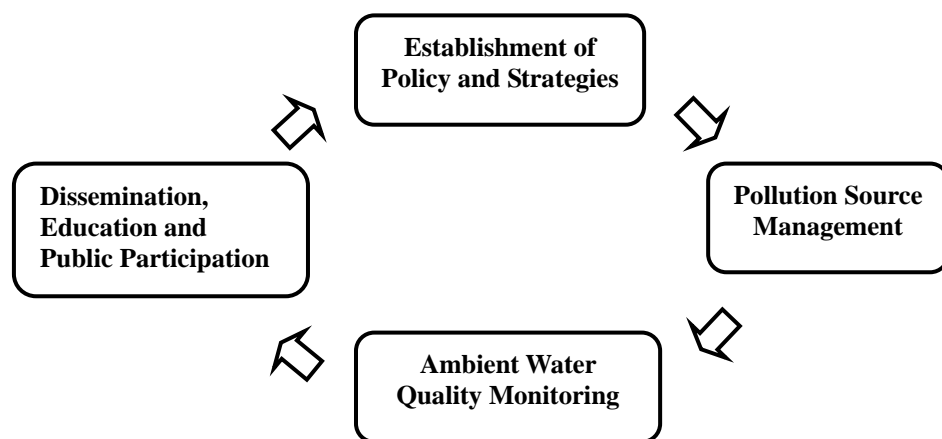 Establishment of
Policy and Strategies
Dissemination,
Education and
Public Participation
Pollution Source
Management
Ambient Water
Quality Monitoring